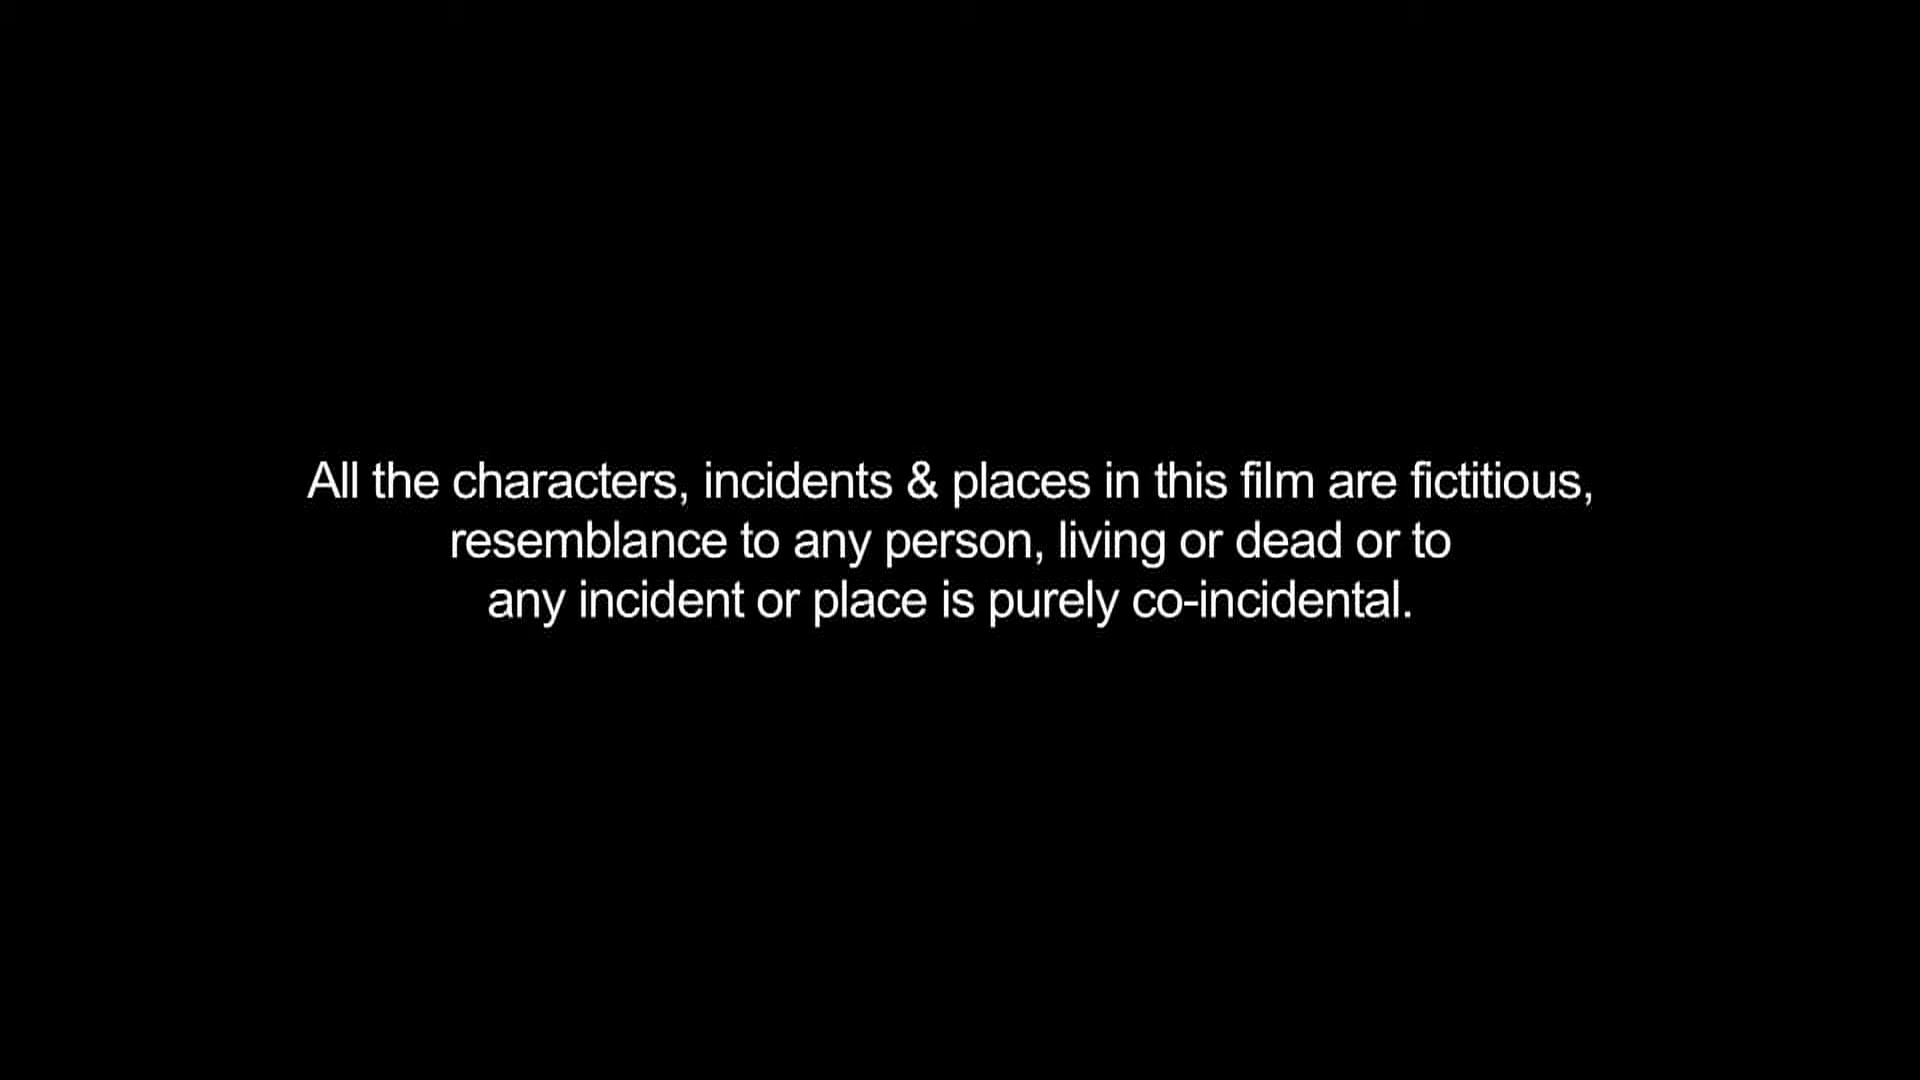 All the characters, incidents & places in this film are fictitious,
resemblance to any person, living or dead or to
any incident or place is purely co-incidental.